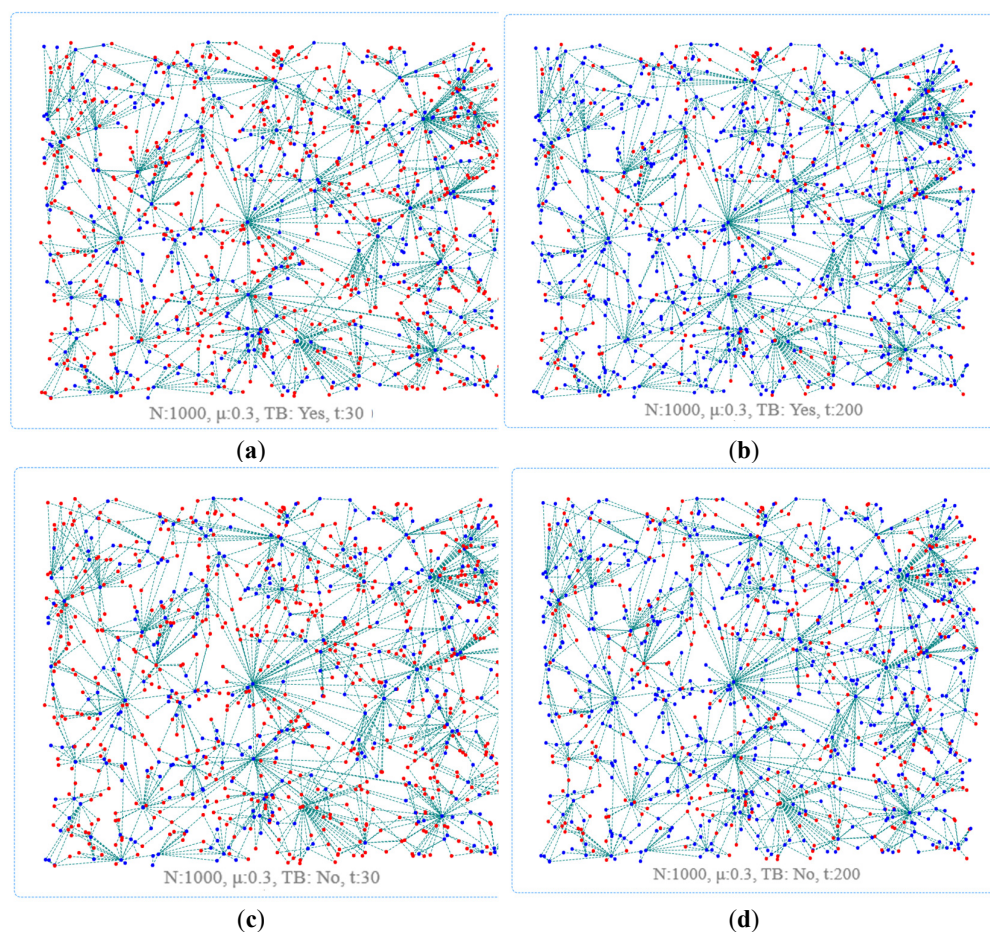 N:1000, μ:0.3, TB: Yes, t:30
N:1000, μ:0.3, TB: Yes, t:200
(a)
(b)
N:1000, μ:0.3, TB: No, t:30
N:1000, μ:0.3, TB: No, t:200
(c)
(d)